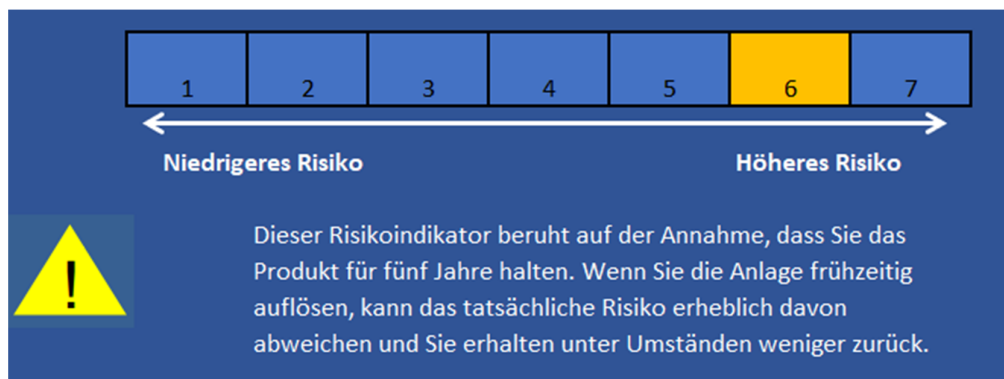 1 2 3 4 5 6 7
Niedrigeres Risiko Höheres Risiko
!
Dieser Risikoindikator beruht auf der Annahme, dass Sie das
Produkt für fünf Jahre halten. Wenn Sie die Anlage frühzeitig
auflösen, kann das tatsächliche Risiko erheblich davon
abweichen und Sie erhalten unter Umständen weniger zurück.